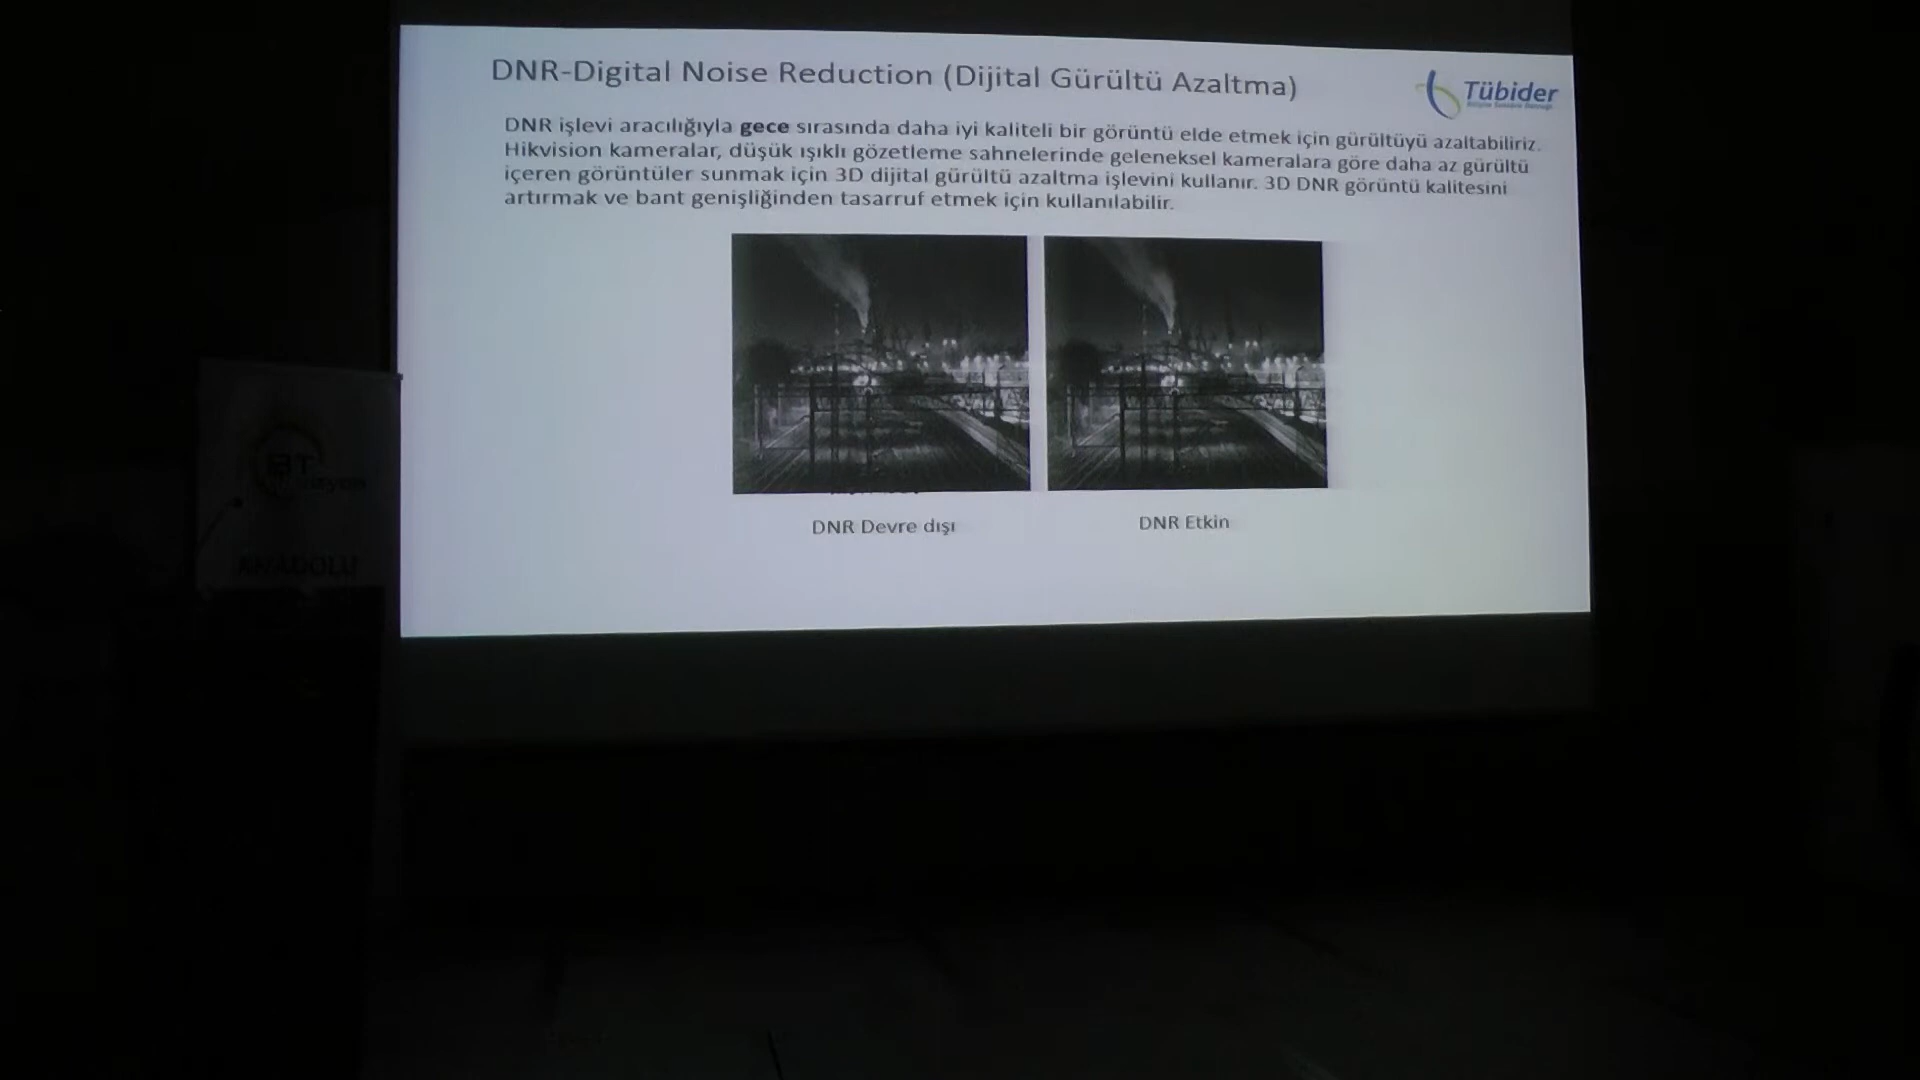 DNR-Digital Noise Reduction (Dijital Gürültü Azaltma)
Tübider
DNR işlevi aracılığıyla gece sırasında daha iyi kaliteli bir görüntü elde etmek için gürültüyü azaltabiliriz.
Hikvision kameralar, düşük ışıklı gözetleme sahnelerinde geleneksel kameralara göre daha az gürültü
içeren görüntüler sunmak için 3D dijital gürültü azaltma işlevini kullanır. 3D DNR görüntü kalitesini
artırmak ve bant genişliğinden tasarruf etmek için kullanılabilir.
DNR Devre dışı
DNR Etkin
BT
ANADOLU